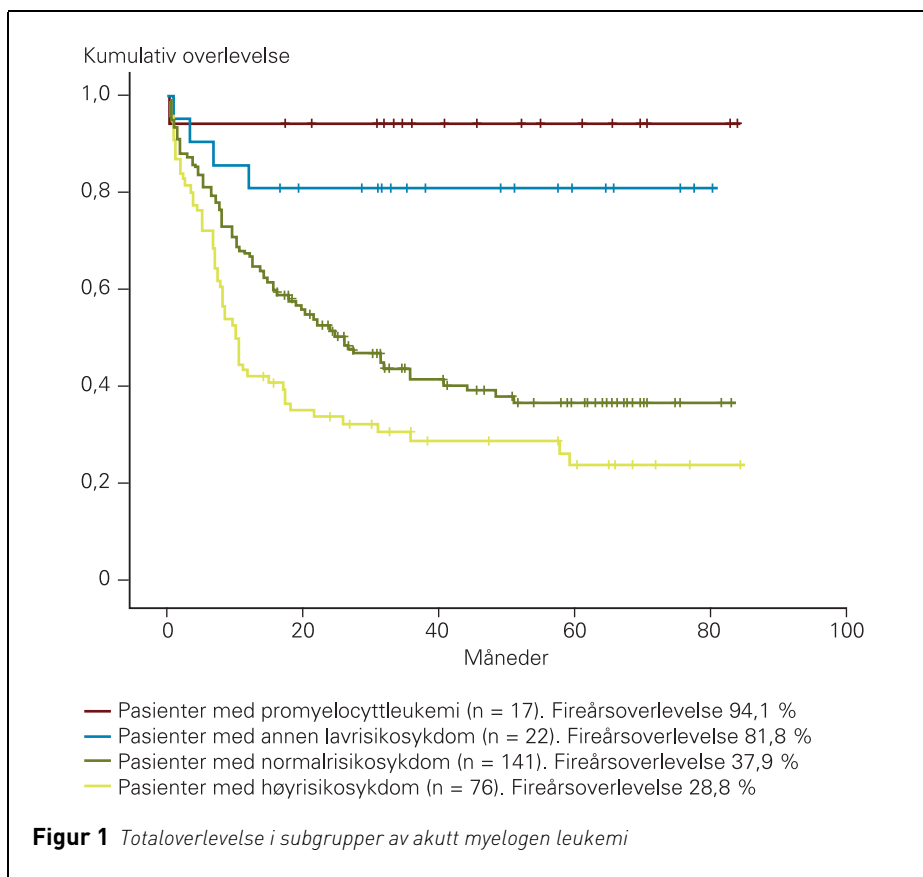 Kumulativ overlevelse
1,0
0,8
0,6
0,4
0,2
0
0 20 40 60 80 100
Måneder
Pasienter med promyelocyttleukemi (n = 17). Fireårsoverlevelse 94,1 %
Pasienter med annen lavrisikosykdom (n = 22). Fireårsoverlevelse 81,8 %
Pasienter med normalrisikosykdom (n = 141). Fireårsoverlevelse 37,9 %
Pasienter med høyrisikosykdom (n = 76). Fireårsoverlevelse 28,8 %
Figur 1 Totaloverlevelse i subgrupper av akutt myelogen leukemi